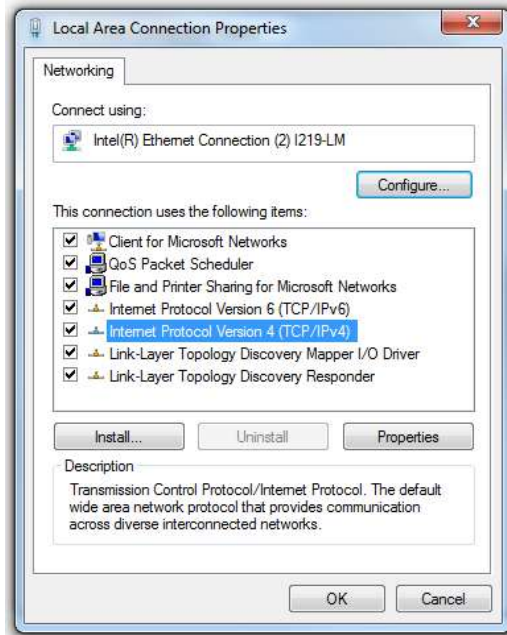 Local Area Connection Properties
Networking
Connect using:
Intel(R) Ethernet Connection (2) I219-LM
Configure...
This connection uses the following items:
Client for Microsoft Networks
QoS Packet Scheduler
File and Printer Sharing for Microsoft Networks
Internet Protocol Version 6 (TCP/IPv6)
Internet Protocol Version 4 (TCP/IPv4)
Link-Layer Topology Discovery Mapper I/O Driver
Link-Layer Topology Discovery Responder
Install... Uninstall Properties
Description
Transmission Control Protocol/Internet Protocol. The default
wide area network protocol that provides communication
across diverse interconnected networks.
OK Cancel